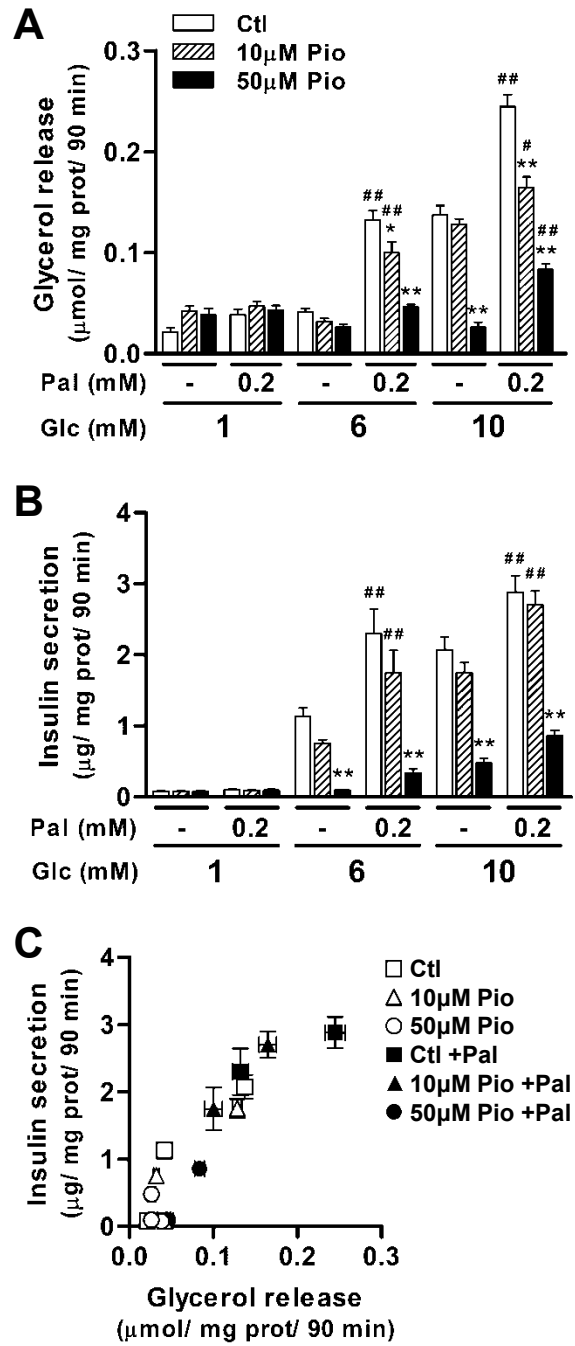 A
Ctl
10µM Pio
50µM Pio
Glycerol release
(µmol/ mg prot/ 90 min)
0.3
0.2
0.1
0.0
##
##
*
**
**
##
#
**
##
**
Pal (mM) - 0.2 - 0.2 - 0.2
Glc (mM) 1 6 10
B
Insulin secretion
(µg/ mg prot/ 90 min)
4
3
2
1
0
**
##
##
**
**
##
##
**
Pal (mM) - 0.2 - 0.2 - 0.2
Glc (mM) 1 6 10
C
Insulin secretion
(µg/ mg prot/ 90 min)
4
3
2
1
0
0.0 0.1 0.2 0.3
Glycerol release
(µmol/ mg prot/ 90 min)
Ctl
10µM Pio
50µM Pio
Ctl +Pal
10µM Pio +Pal
50µM Pio +Pal